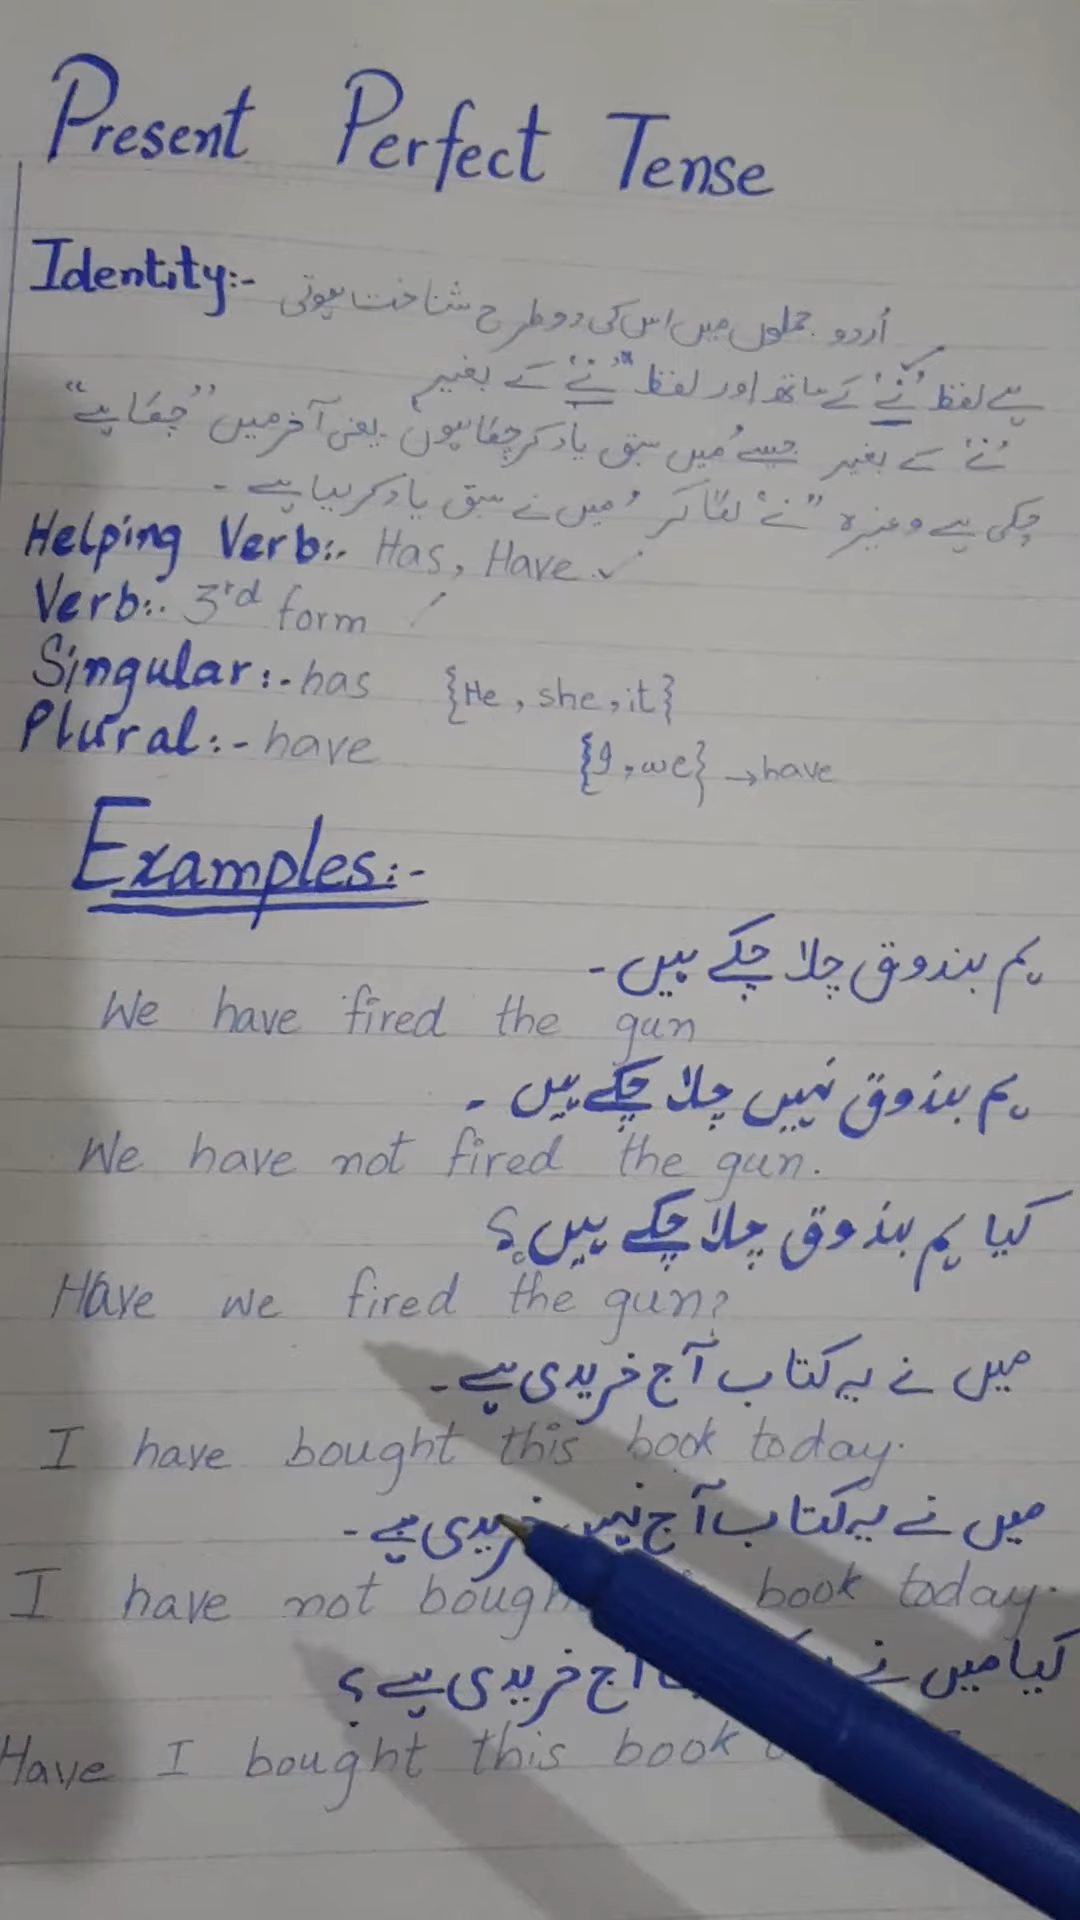 Present Perfect Tense
Identity:- اُردو جملوں میں اس کی دو طرح شناخت ہوتی
ہے لفظ "نے" کے ساتھ اور لفظ "نے" کے بغیر
"نے" کے بغیر جیسے میں سبق یاد کر چکا ہوں یعنی آخر میں "چکا ہے"
چکی ہے وغیرہ "نے" لگا کر "میں نے سبق یاد کر لیا ہے -
Helping Verb:- Has, Have ✓
Verb:- 3rd form
Singular:- has {He, she, it}
Plural:- have {I, we} → have
Examples:-
ہم بندوق چلا چکے ہیں -
We have fired the gun
ہم بندوق نہیں چلا چکے ہیں -
We have not fired the gun.
کیا ہم بندوق چلا چکے ہیں؟
Have we fired the gun?
میں نے یہ کتاب آج خریدی ہے -
I have bought this book today.
میں نے یہ کتاب آج نہیں خریدی ہے -
I have not bough book today.
کیا میں نے آج خریدی ہے؟
Have I bought this book